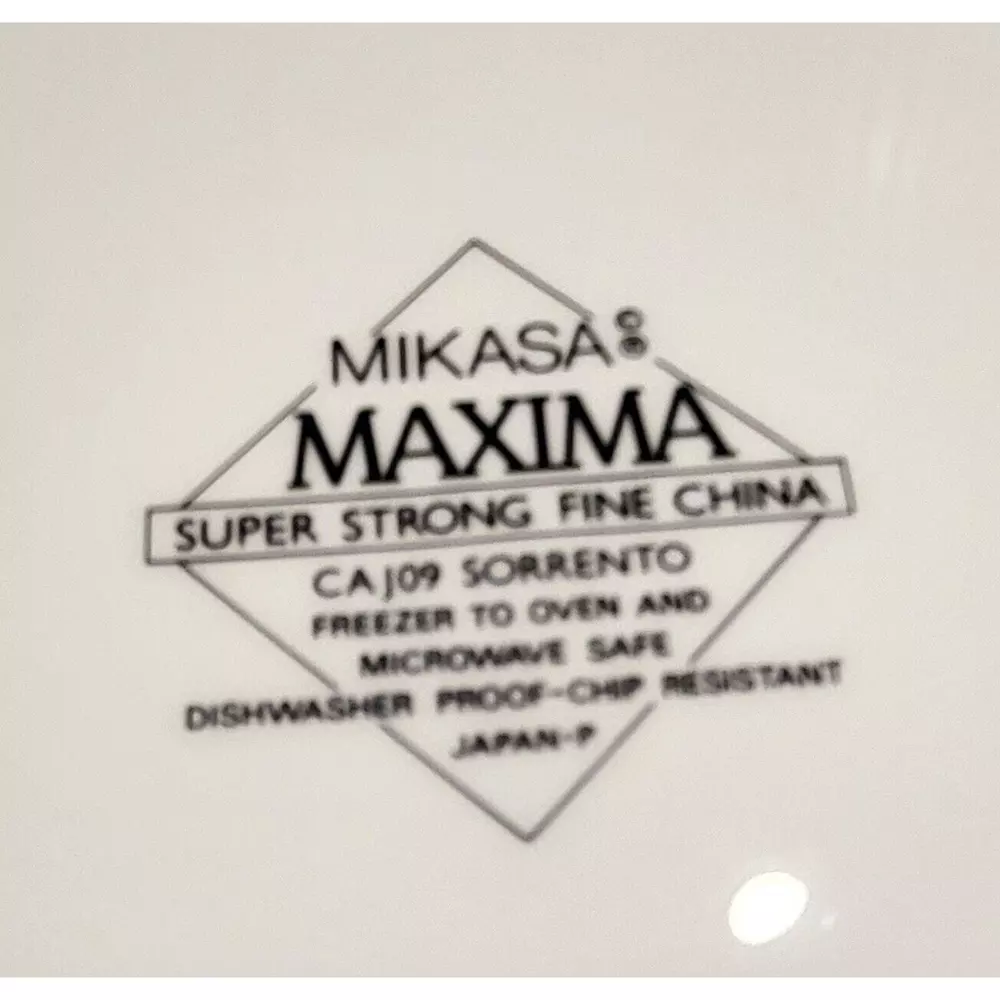 MIKASA © ®
MAXIMA
SUPER STRONG FINE CHINA
CAJ09 SORRENTO
FREEZER TO OVEN AND
MICROWAVE SAFE
DISHWASHER PROOF-CHIP RESISTANT
JAPAN-P